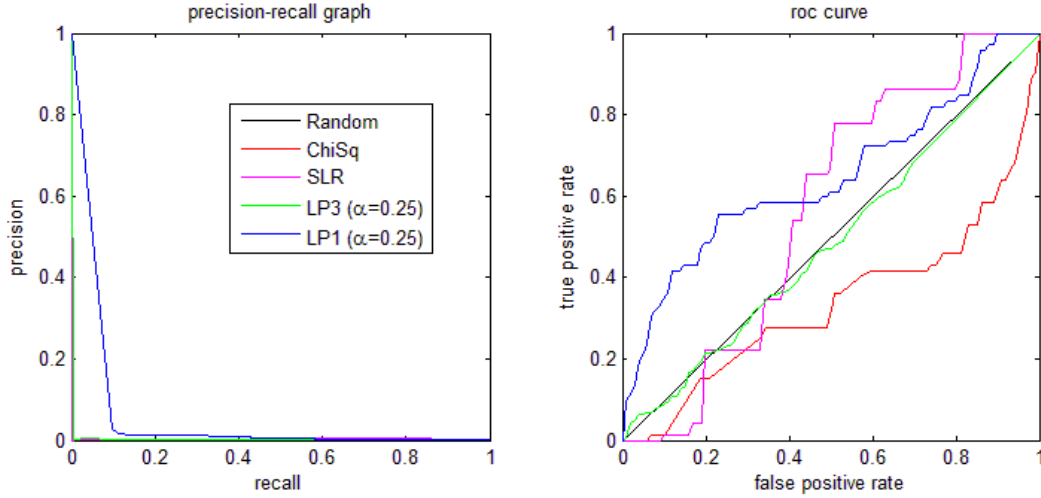 precision-recall graph
1
0.8
0.6
0.4
0.2
0
precision
0
0.2
0.4
0.6
0.8
1
recall
Random
ChiSq
SLR
LP3 (α=0.25)
LP1 (α=0.25)
roc curve
1
0.8
0.6
0.4
0.2
0
true positive rate
0
0.2
0.4
0.6
0.8
1
false positive rate